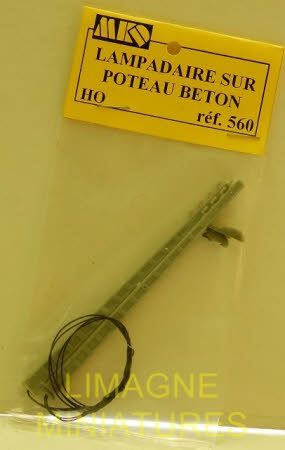 MKD
LAMPADAIRE SUR
POTEAU BETON
HO
réf. 560
LIMAGNE
MINIATURES